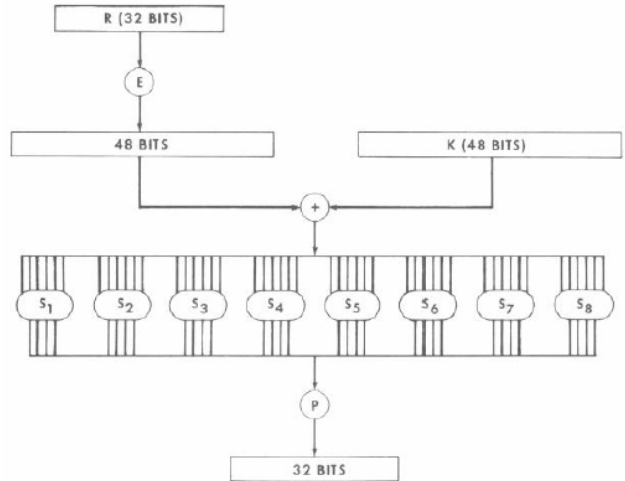 R (32 BITS)
E
48 BITS
K (48 BITS)
+
S1 S2 S3 S4 S5 S6 S7 S8
P
32 BITS